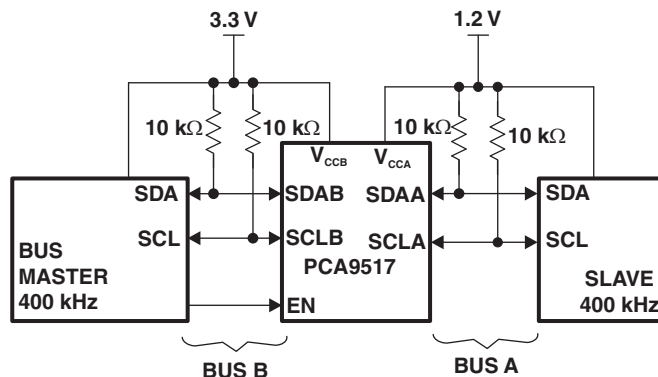 3.3 V
1.2 V
10 kΩ
10 kΩ
10 kΩ
10 kΩ
VCCB
VCCA
SDA
SDAB
SDAA
SDA
SCL
SCLB
SCLA
SCL
BUS
MASTER
400 kHz
PCA9517
SLAVE
400 kHz
EN
BUS B
BUS A